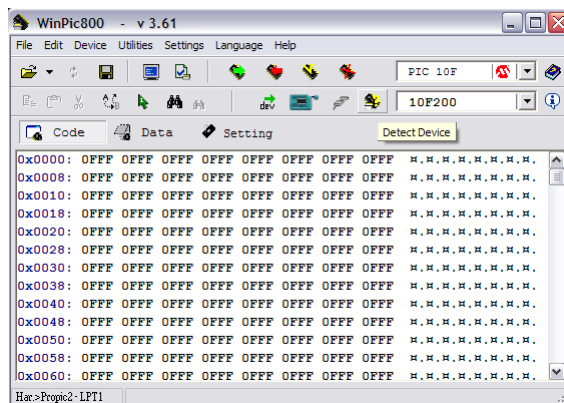 WinPic800 - v 3.61
File Edit Device Utilities Settings Language Help
PIC 10F
dev
10F200
Code Data Setting
Detect Device
0x0000: 0FFF 0FFF 0FFF 0FFF 0FFF 0FFF 0FFF 0FFF ¤.¤.¤.¤.¤.¤.¤.¤.
0x0008: 0FFF 0FFF 0FFF 0FFF 0FFF 0FFF 0FFF 0FFF ¤.¤.¤.¤.¤.¤.¤.¤.
0x0010: 0FFF 0FFF 0FFF 0FFF 0FFF 0FFF 0FFF 0FFF ¤.¤.¤.¤.¤.¤.¤.¤.
0x0018: 0FFF 0FFF 0FFF 0FFF 0FFF 0FFF 0FFF 0FFF ¤.¤.¤.¤.¤.¤.¤.¤.
0x0020: 0FFF 0FFF 0FFF 0FFF 0FFF 0FFF 0FFF 0FFF ¤.¤.¤.¤.¤.¤.¤.¤.
0x0028: 0FFF 0FFF 0FFF 0FFF 0FFF 0FFF 0FFF 0FFF ¤.¤.¤.¤.¤.¤.¤.¤.
0x0030: 0FFF 0FFF 0FFF 0FFF 0FFF 0FFF 0FFF 0FFF ¤.¤.¤.¤.¤.¤.¤.¤.
0x0038: 0FFF 0FFF 0FFF 0FFF 0FFF 0FFF 0FFF 0FFF ¤.¤.¤.¤.¤.¤.¤.¤.
0x0040: 0FFF 0FFF 0FFF 0FFF 0FFF 0FFF 0FFF 0FFF ¤.¤.¤.¤.¤.¤.¤.¤.
0x0048: 0FFF 0FFF 0FFF 0FFF 0FFF 0FFF 0FFF 0FFF ¤.¤.¤.¤.¤.¤.¤.¤.
0x0050: 0FFF 0FFF 0FFF 0FFF 0FFF 0FFF 0FFF 0FFF ¤.¤.¤.¤.¤.¤.¤.¤.
0x0058: 0FFF 0FFF 0FFF 0FFF 0FFF 0FFF 0FFF 0FFF ¤.¤.¤.¤.¤.¤.¤.¤.
0x0060: 0FFF 0FFF 0FFF 0FFF 0FFF 0FFF 0FFF 0FFF ¤.¤.¤.¤.¤.¤.¤.¤.
Har.>Propic2 - LPT1